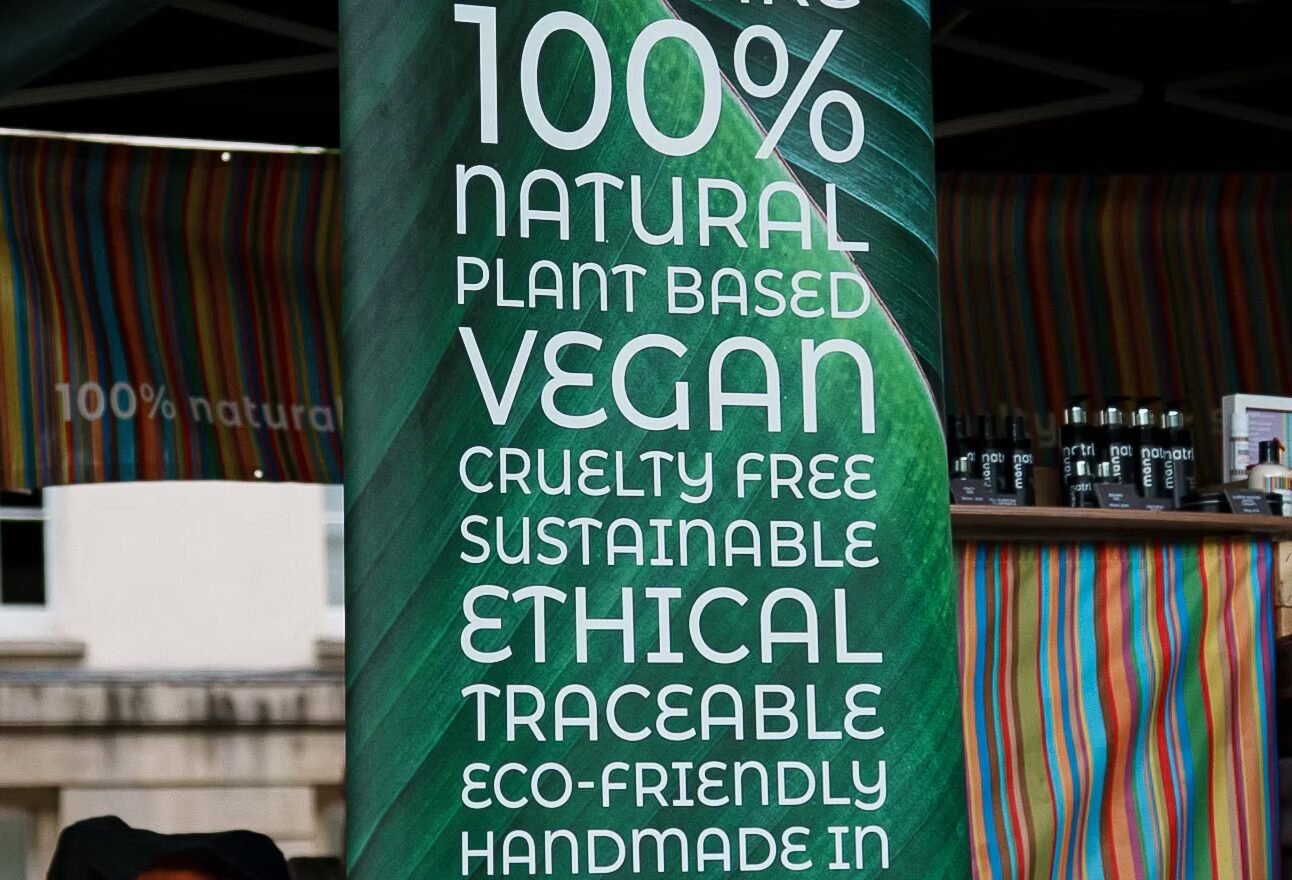 100%
NATURAL
PLANT BASED
VEGAN
CRUELTY FREE
SUSTAINABLE
ETHICAL
TRACEABLE
ECO-FRIENDLY
HANDMADE IN
100% natural